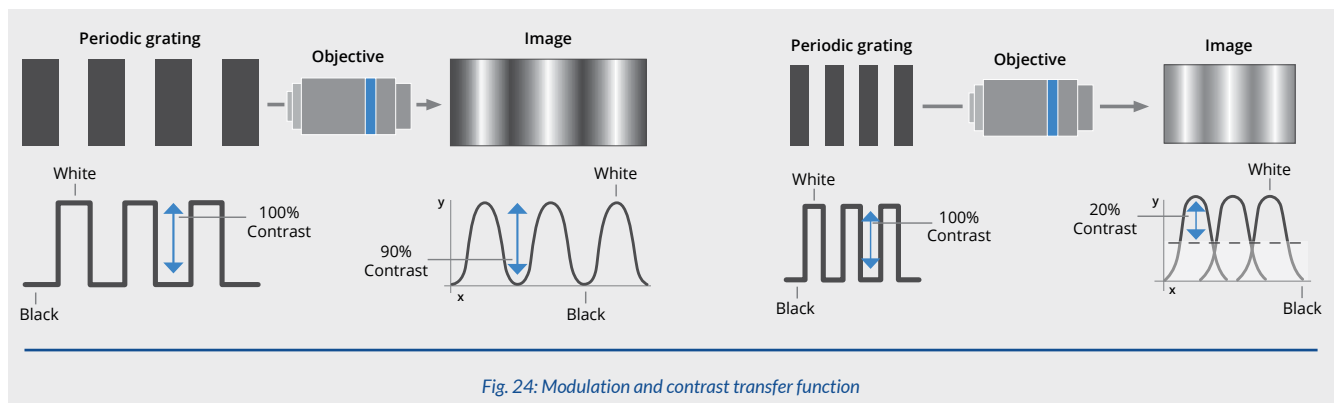 Periodic grating
Objective
Image
White
100%
Contrast
Black
y
White
90%
Contrast
x
Black
Periodic grating
Objective
Image
White
100%
Contrast
Black
y
White
20%
Contrast
x
Black
Fig. 24: Modulation and contrast transfer function